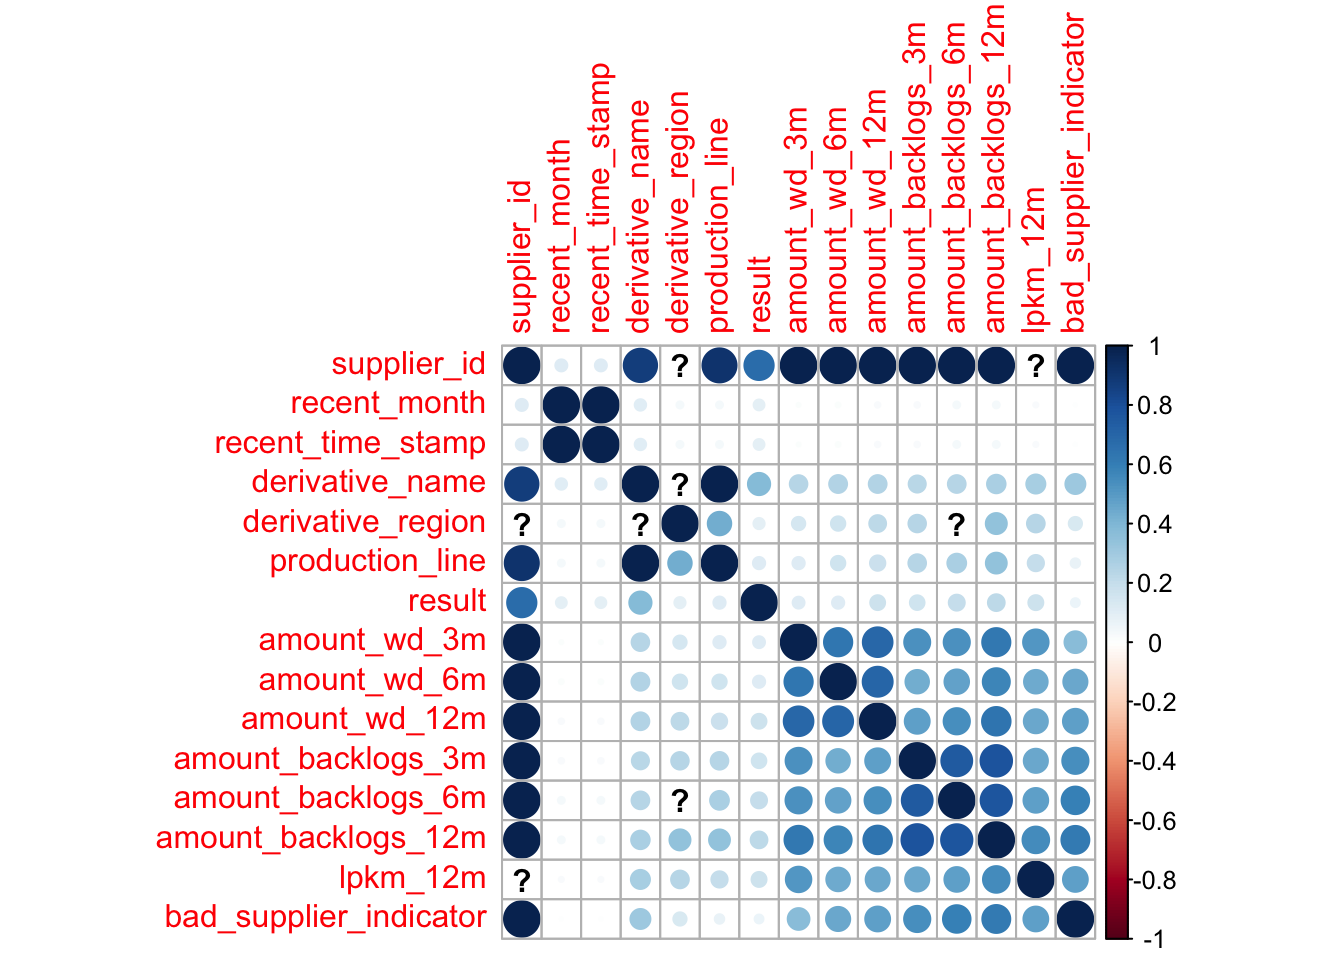 supplier_id
recent_month
recent_time_stamp
derivative_name
derivative_region
production_line
result
amount_wd_3m
amount_wd_6m
amount_wd_12m
amount_backlogs_3m
amount_backlogs_6m
amount_backlogs_12m
lpkm_12m
bad_supplier_indicator
supplier_id ? ? 1
recent_month
0.8
recent_time_stamp
derivative_name ? 0.6
derivative_region ? ? ? 0.4
production_line
0.2
result
amount_wd_3m 0
amount_wd_6m
-0.2
amount_wd_12m
amount_backlogs_3m -0.4
amount_backlogs_6m ?
-0.6
amount_backlogs_12m
lpkm_12m ? -0.8
bad_supplier_indicator
-1